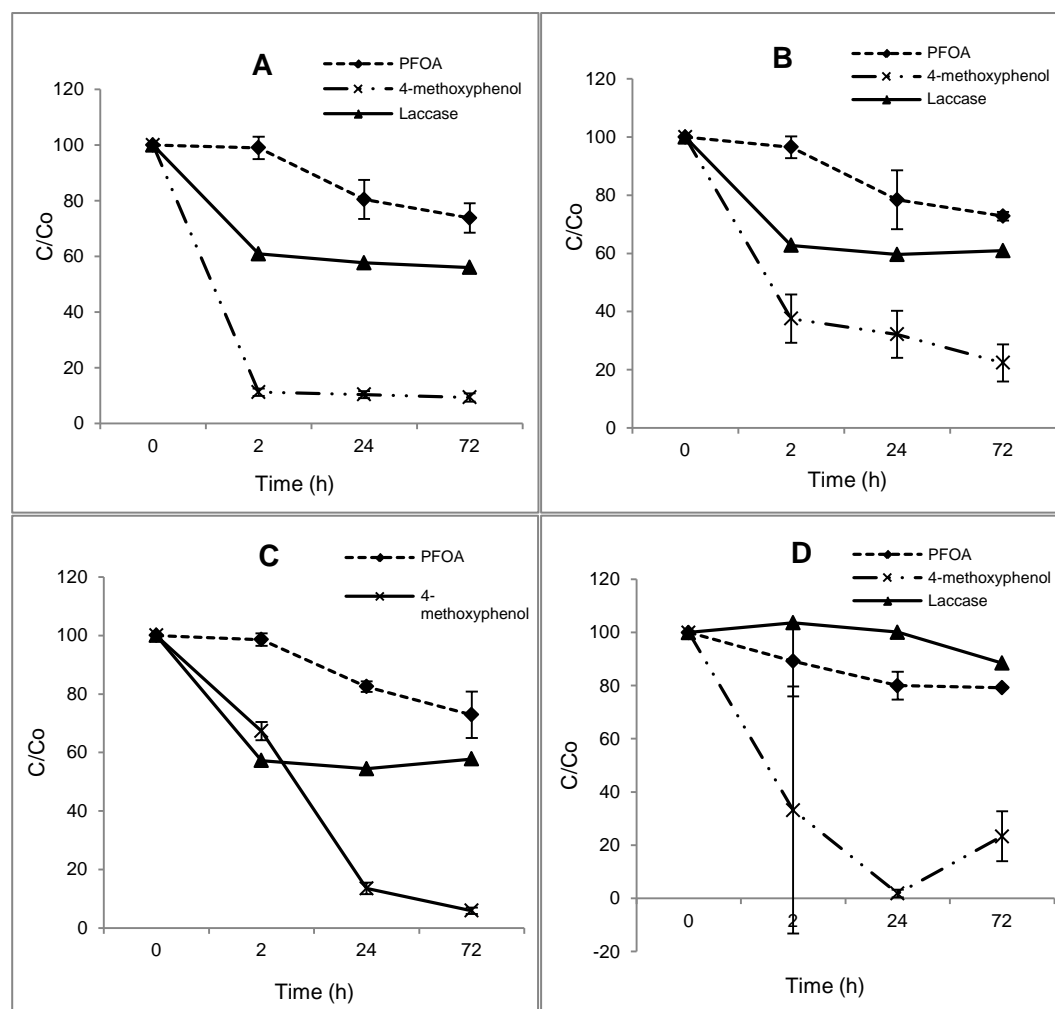 A
PFOA
4-methoxyphenol
Laccase
120
100
80
60
40
20
0
C/Co
0 2 24 72
Time (h)
B
PFOA
4-methoxyphenol
Laccase
120
100
80
60
40
20
0
C/Co
0 2 24 72
Time (h)
C
PFOA
4-
methoxyphenol
120
100
80
60
40
20
0
C/Co
0 2 24 72
Time (h)
D
PFOA
4-methoxyphenol
Laccase
120
100
80
60
40
20
0
-20
C/Co
0 2 24 72
Time (h)